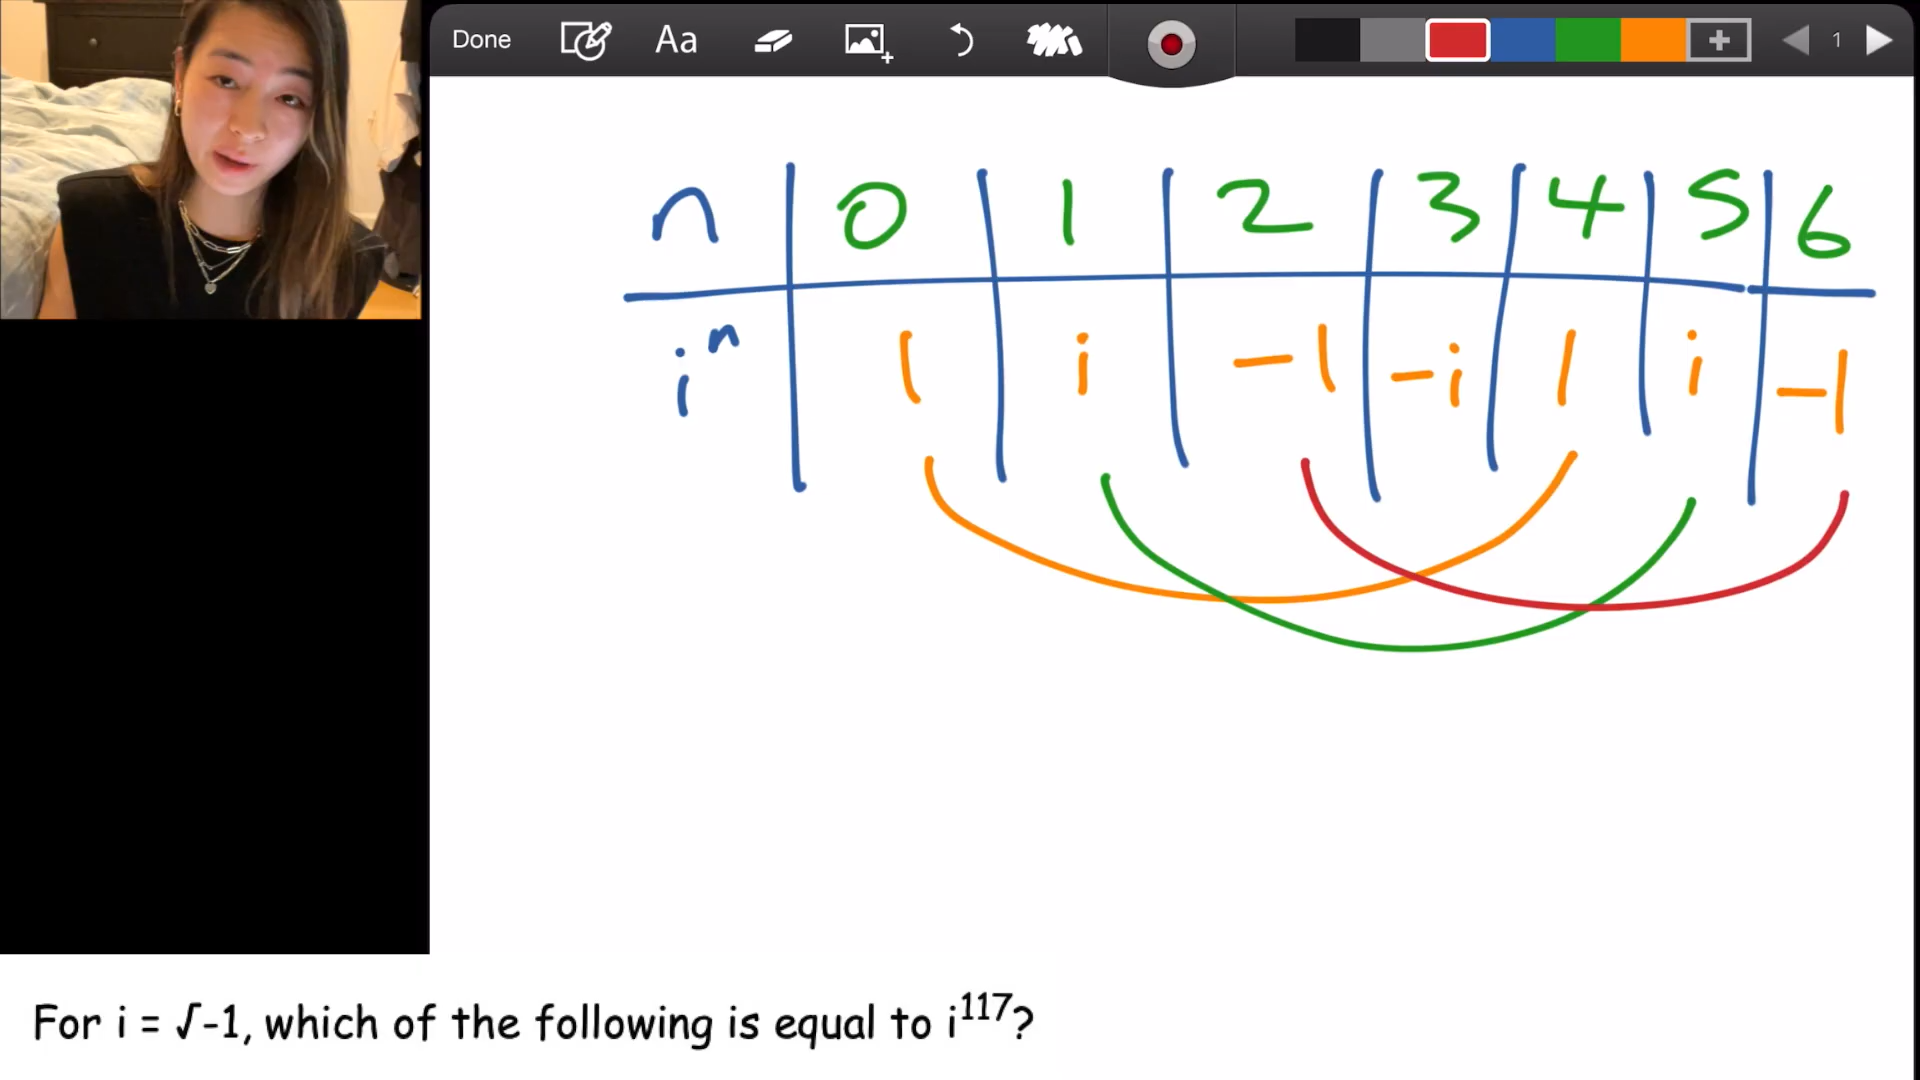 Done Aa 1
n 0 1 2 3 4 5 6
iⁿ 1 i -1 -i 1 i -1
For i = √-1, which of the following is equal to i¹¹⁷?